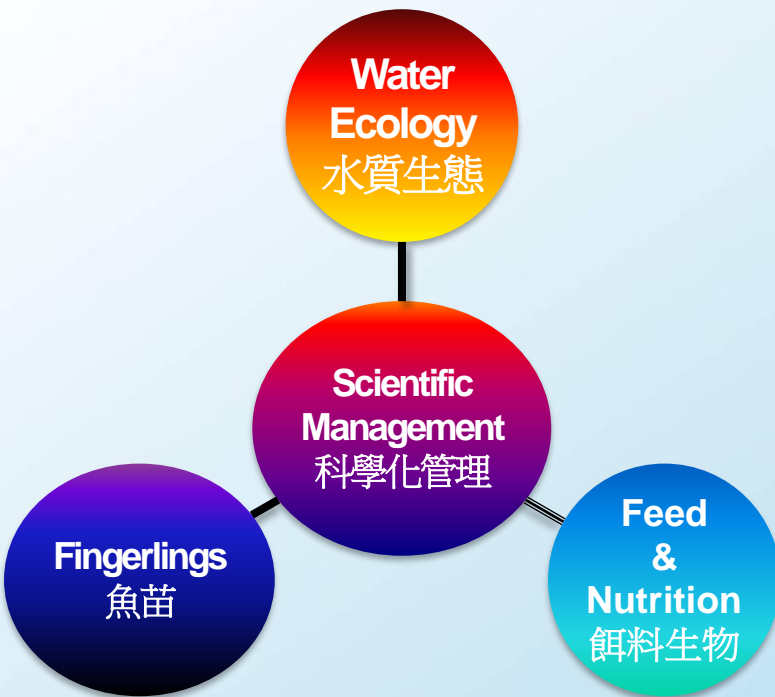 Water
Ecology
水質生態
Scientific
Management
科學化管理
Fingerlings
魚苗
Feed
&
Nutrition
餌料生物